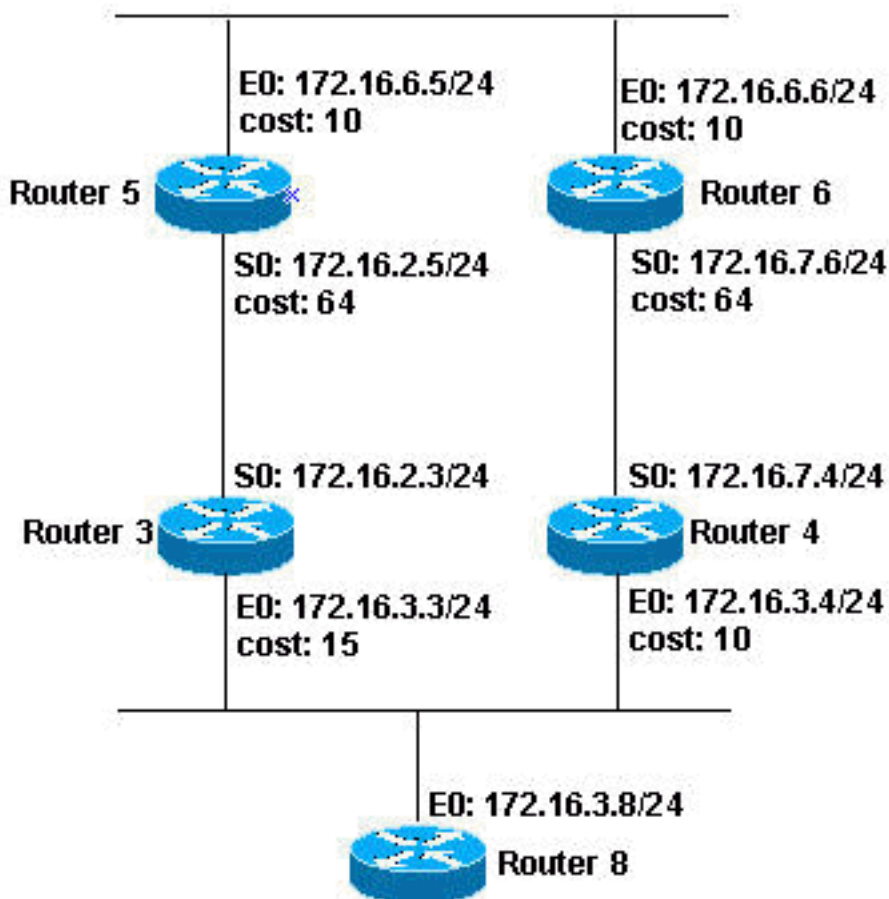 E0: 172.16.6.5/24
cost: 10
E0: 172.16.6.6/24
cost: 10
Router 5
Router 6
S0: 172.16.2.5/24
cost: 64
S0: 172.16.7.6/24
cost: 64
S0: 172.16.2.3/24
S0: 172.16.7.4/24
Router 3
Router 4
E0: 172.16.3.3/24
cost: 15
E0: 172.16.3.4/24
cost: 10
E0: 172.16.3.8/24
Router 8